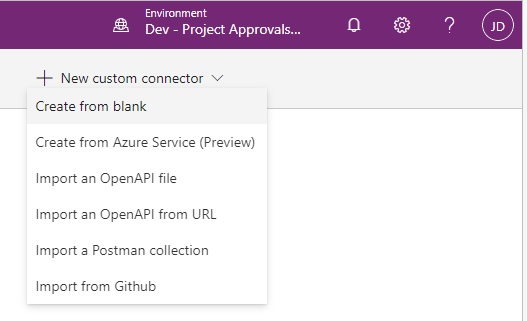 Environment
Dev - Project Approvals...
?
JD
New custom connector
Create from blank
Create from Azure Service (Preview)
Import an OpenAPI file
Import an OpenAPI from URL
Import a Postman collection
Import from Github